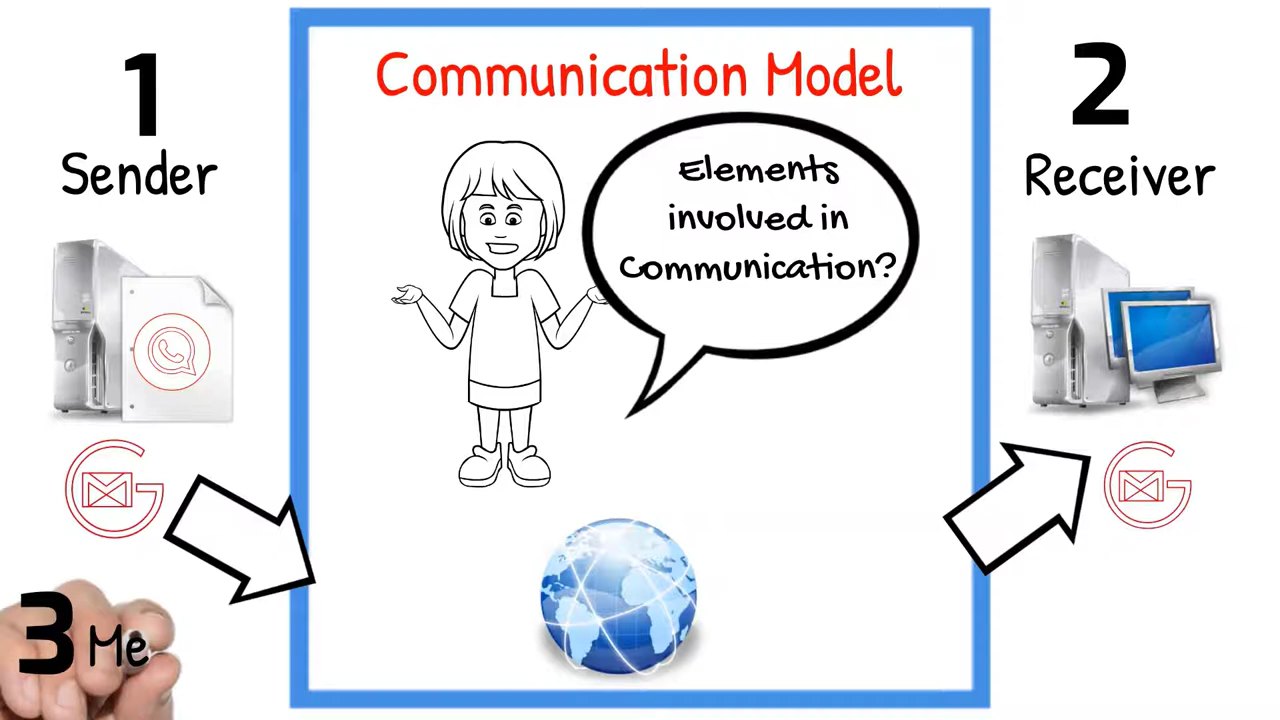 Communication Model
1
Sender
2
Receiver
Elements
involved in
Communication?
3 Me